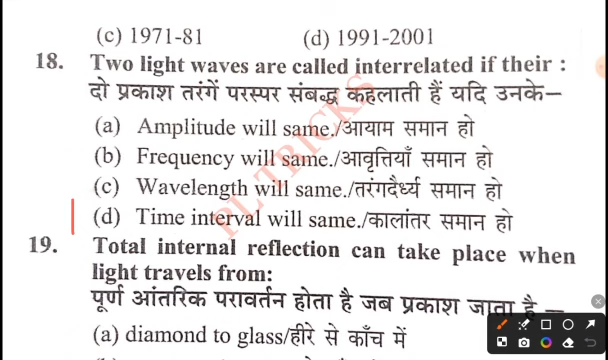 (c) 1971-81 (d) 1991-2001
18. Two light waves are called interrelated if their :
दो प्रकाश तरंगें परस्पर संबद्ध कहलाती हैं यदि उनके—
(a) Amplitude will same./आयाम समान हो
(b) Frequency will same./आवृत्तियाँ समान हो
(c) Wavelength will same./तरंगदैर्ध्य समान हो
(d) Time interval will same./कालांतर समान हो
19. Total internal reflection can take place when
light travels from:
पूर्ण आंतरिक परावर्तन होता है जब प्रकाश जाता है —
(a) diamond to glass/हीरे से काँच में
PL TRICKS